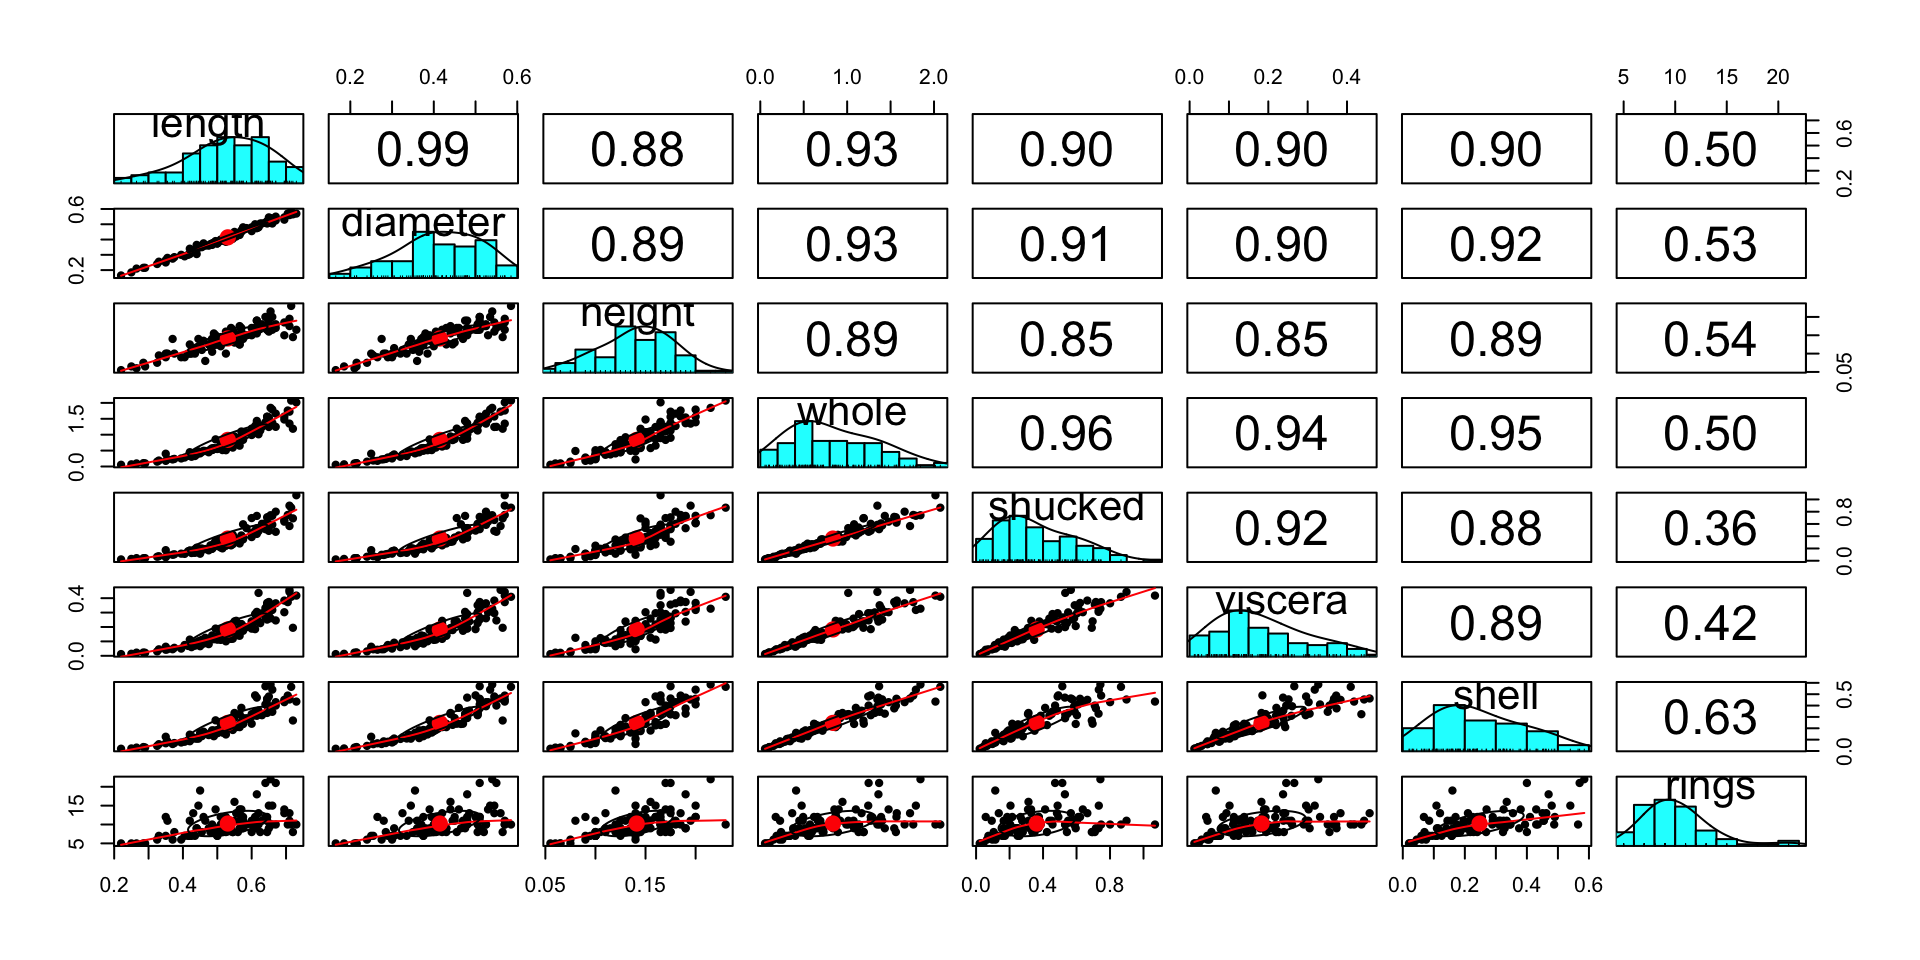 0.2 0.4 0.6 0.0 1.0 2.0 0.0 0.2 0.4 5 10 15 20
length 0.99 0.88 0.93 0.90 0.90 0.90 0.50 0.2 0.6
0.2 0.6 diameter 0.89 0.93 0.91 0.90 0.92 0.53
height 0.89 0.85 0.85 0.89 0.54 0.05
0.0 1.5 whole 0.96 0.94 0.95 0.50
shucked 0.92 0.88 0.36 0.0 0.8
0.0 0.4 viscera 0.89 0.42
shell 0.63 0.0 0.5
5 15 rings
0.2 0.4 0.6 0.05 0.15 0.0 0.4 0.8 0.0 0.2 0.4 0.6